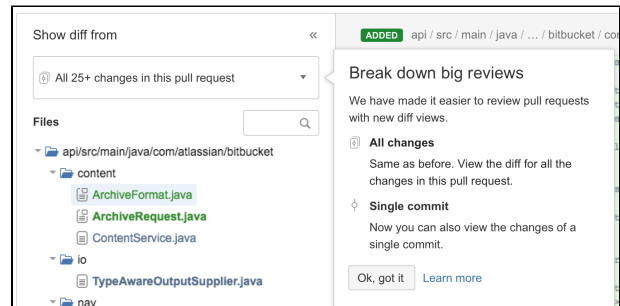 Show diff from «
ADDED api / src / main / java / … / bitbucket / cor
All 25+ changes in this pull request
Files
api/src/main/java/com/atlassian/bitbucket
content
ArchiveFormat.java
ArchiveRequest.java
ContentService.java
io
TypeAwareOutputSupplier.java
nav
Break down big reviews
We have made it easier to review pull requests
with new diff views.
All changes
Same as before. View the diff for all the
changes in this pull request.
Single commit
Now you can also view the changes of a
single commit.
Ok, got it Learn more